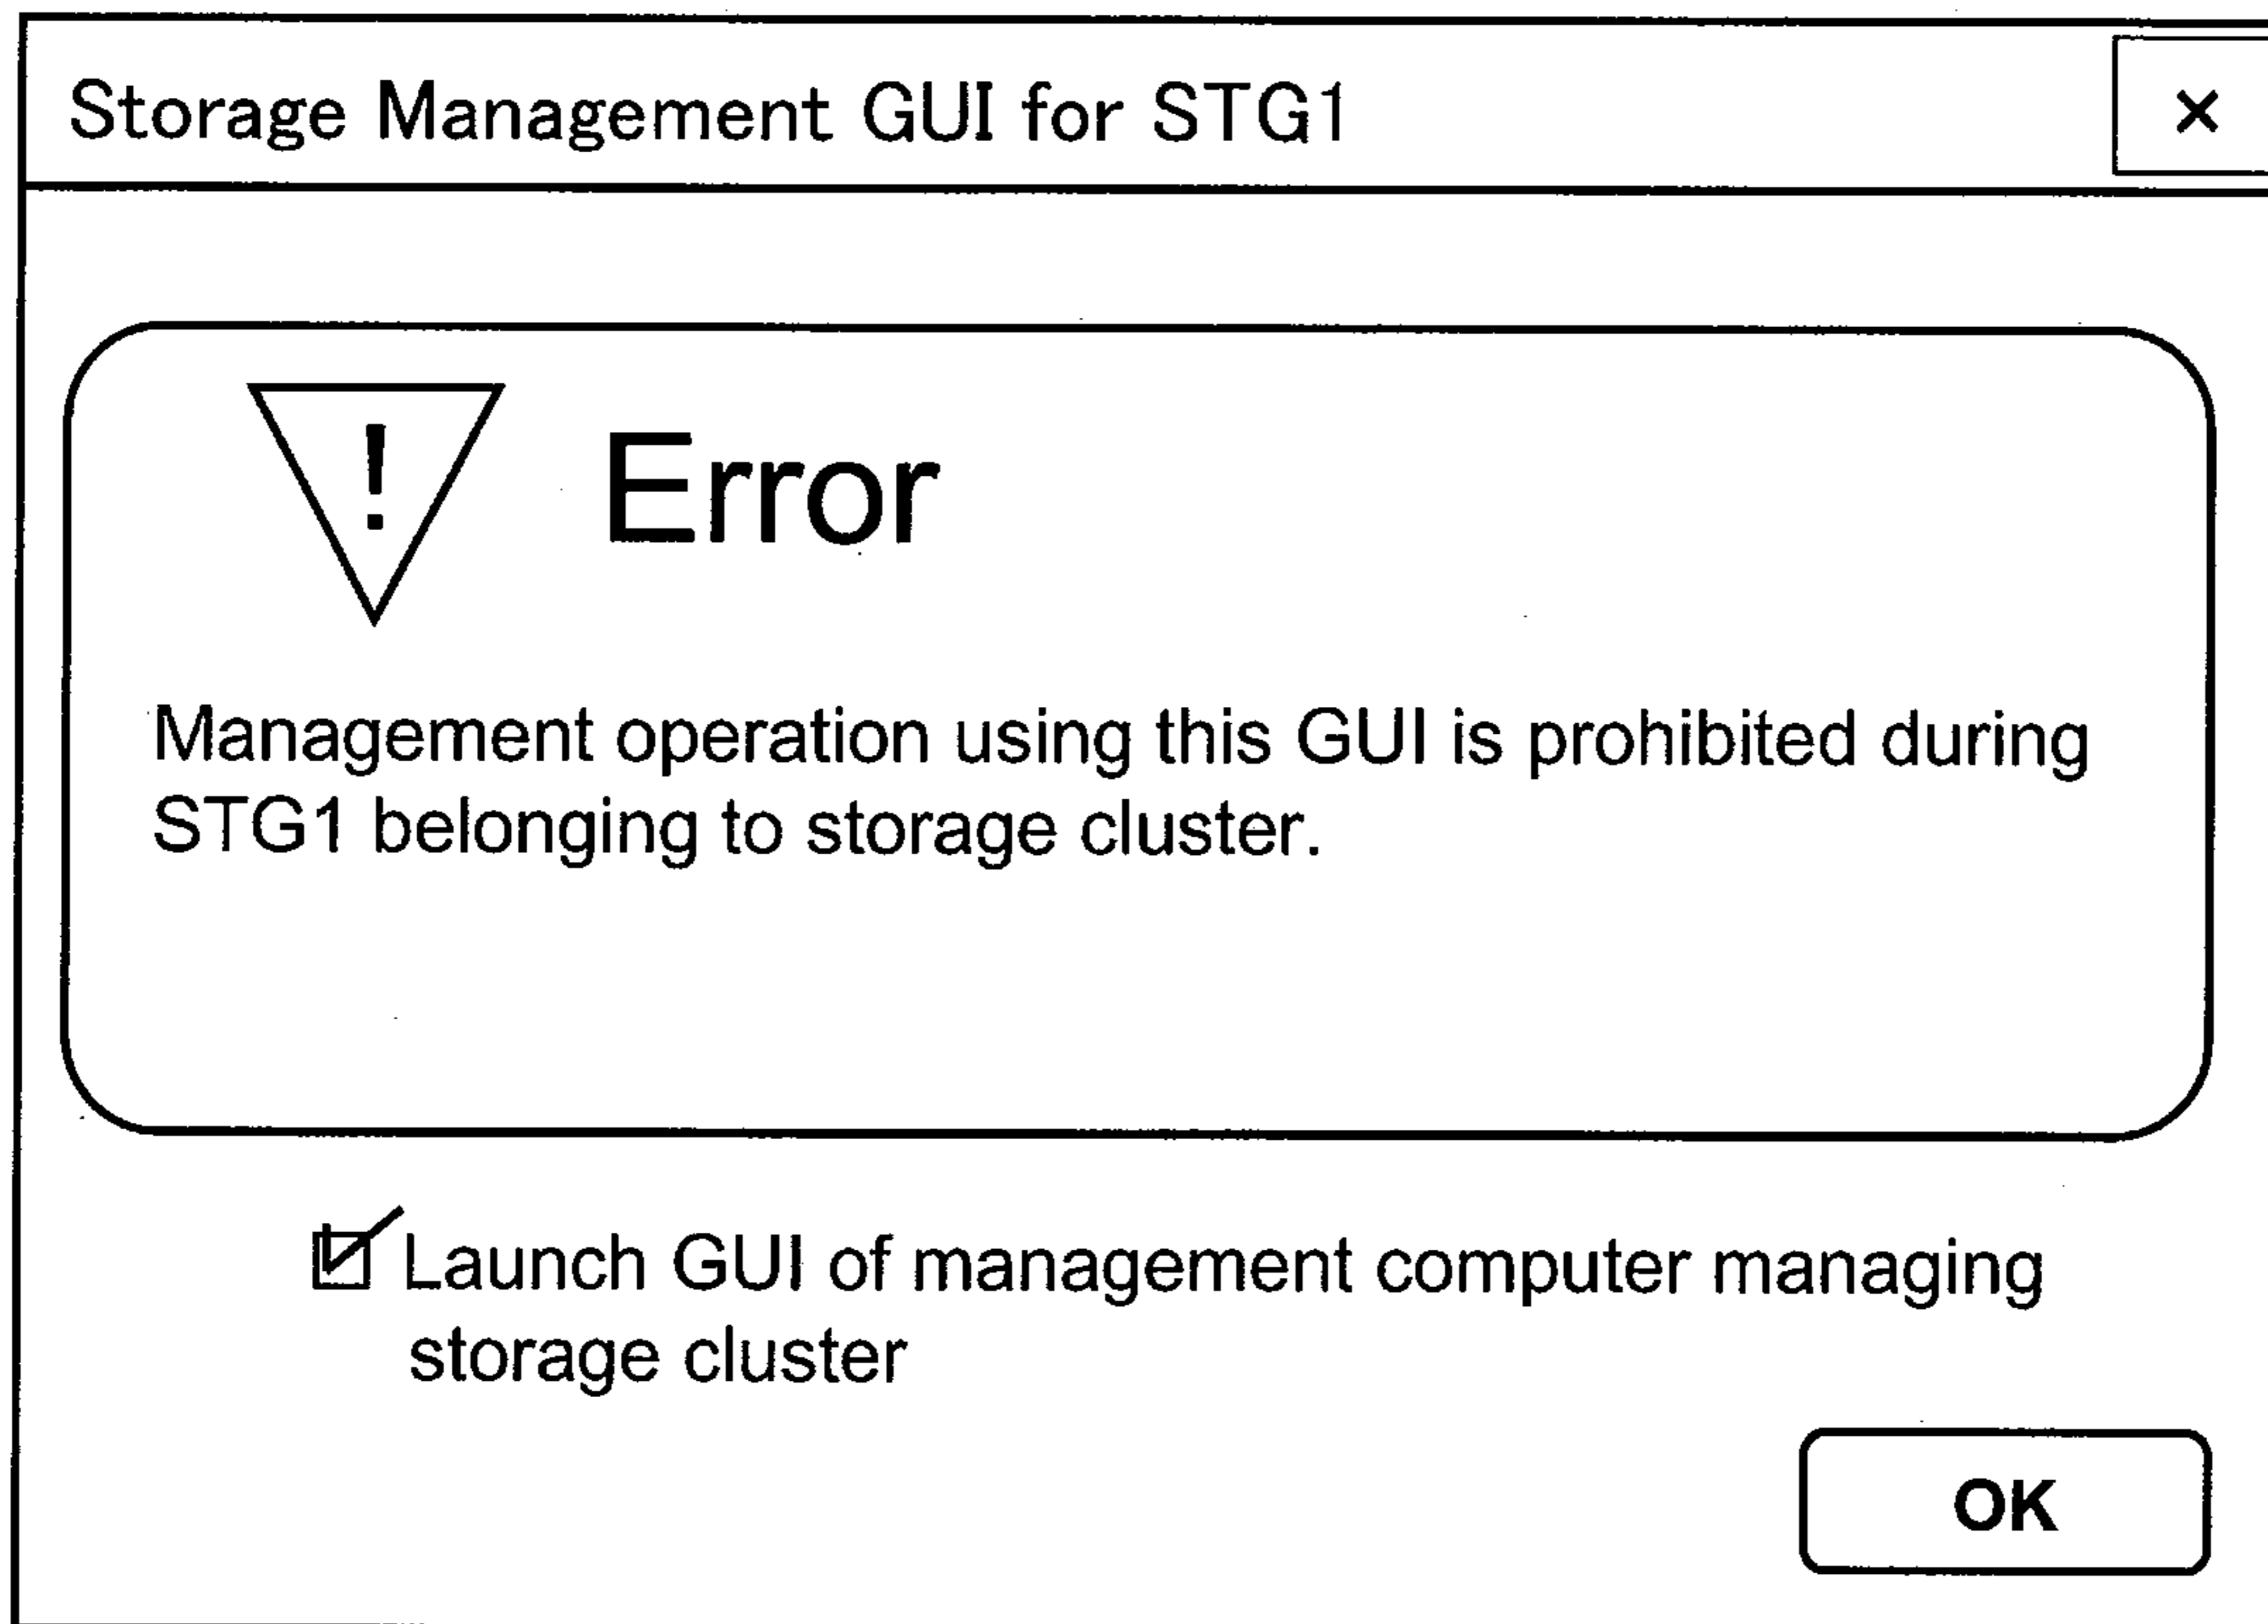 Storage Management GUI for STG1 ×
! Error
Management operation using this GUI is prohibited during
STG1 belonging to storage cluster.
Launch GUI of management computer managing
storage cluster
OK